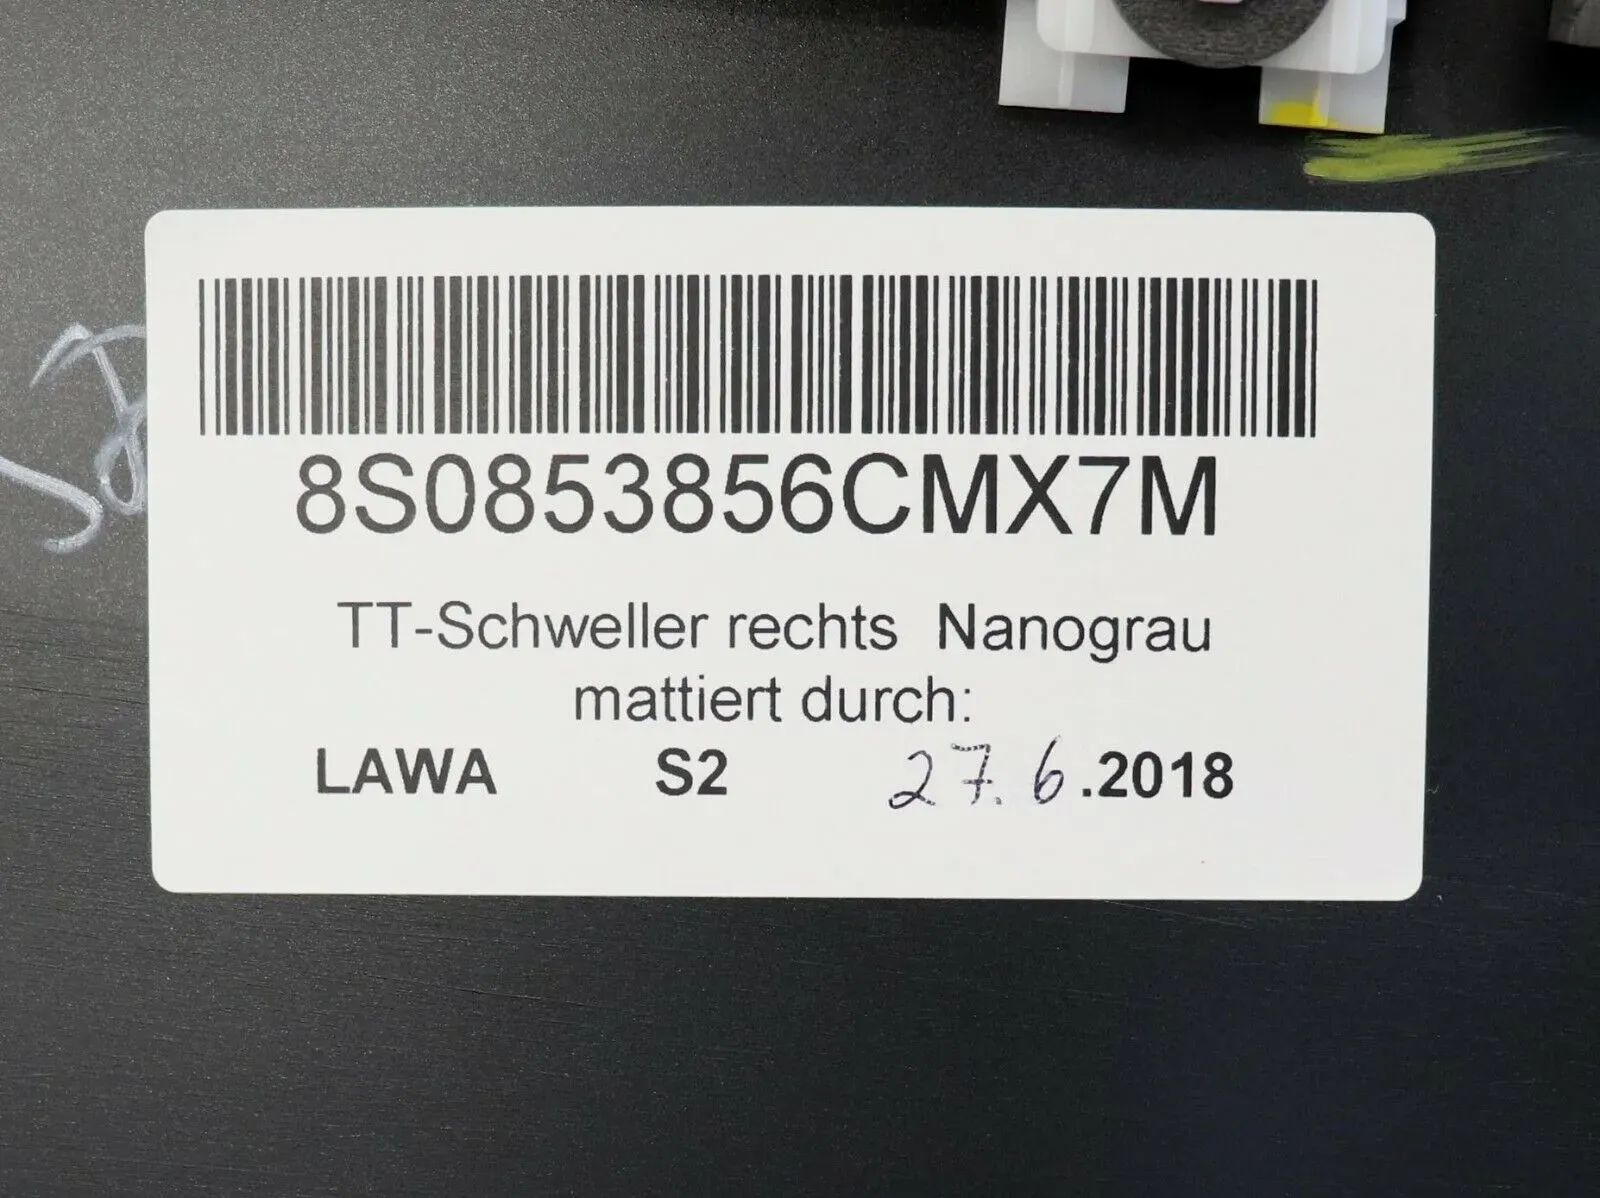 8S0853856CMX7M
TT-Schweller rechts Nanograu
mattiert durch:
LAWA S2 27.6.2018